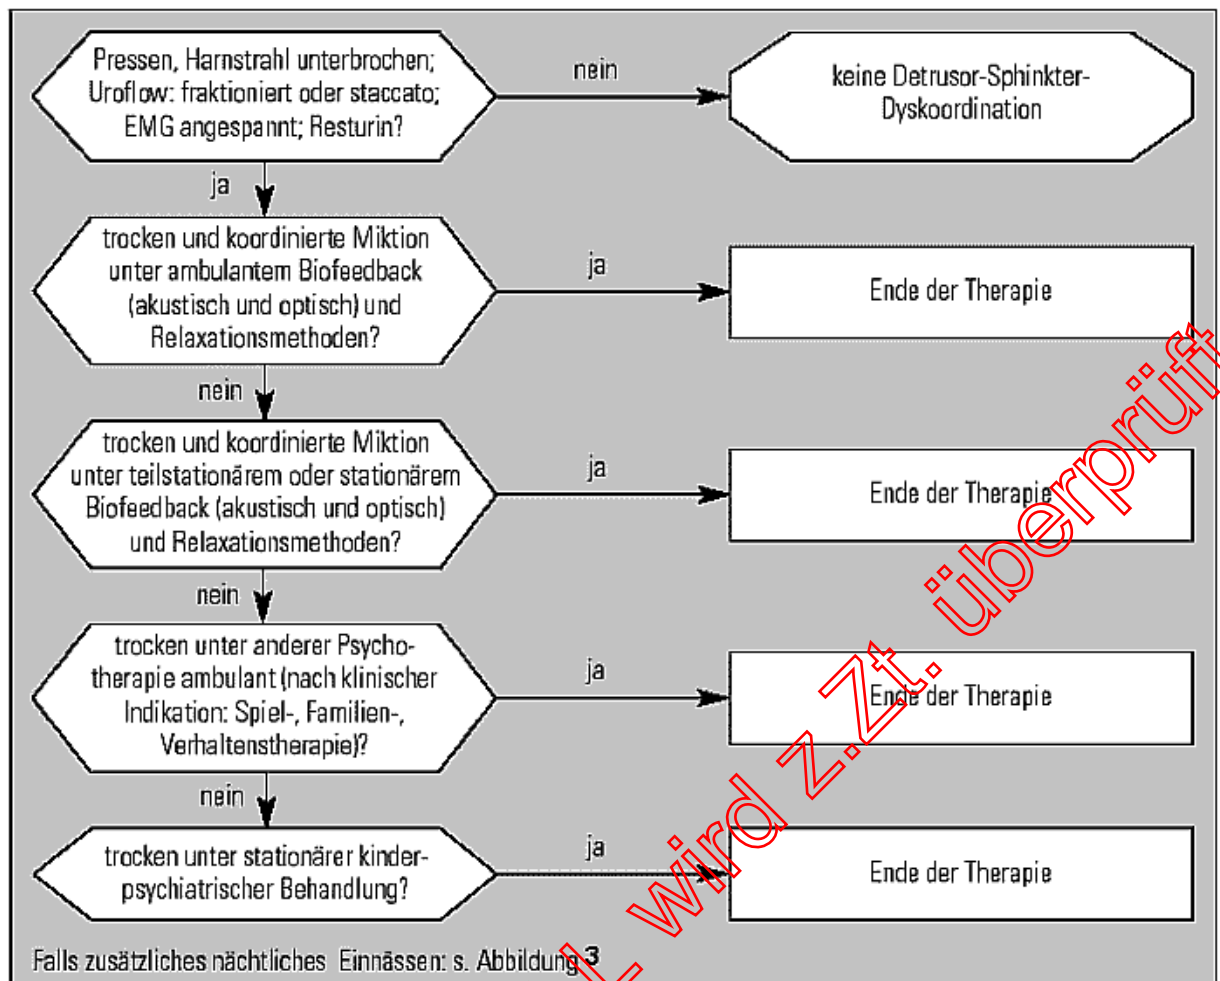 Pressen, Harnstrahl unterbrochen;
Uroflow: fraktioniert oder staccato;
EMG angespannt; Resturin?
nein
keine Detrusor-Sphinkter-
Dyskoordination
ja
trocken und koordinierte Miktion
unter ambulantem Biofeedback
(akustisch und optisch) und
Relaxationsmethoden?
ja
Ende der Therapie
nein
trocken und koordinierte Miktion
unter teilstationärem oder stationärem
Biofeedback (akustisch und optisch)
und Relaxationsmethoden?
ja
Ende der Therapie
nein
trocken unter anderer Psycho-
therapie ambulant (nach klinischer
Indikation: Spiel-, Familien-,
Verhaltenstherapie)?
ja
Ende der Therapie
nein
trocken unter stationärer kinder-
psychiatrischer Behandlung?
ja
Ende der Therapie
Falls zusätzliches nächtliches Einnässen: s. Abbildung 3
L wird z.Zt. überprüft